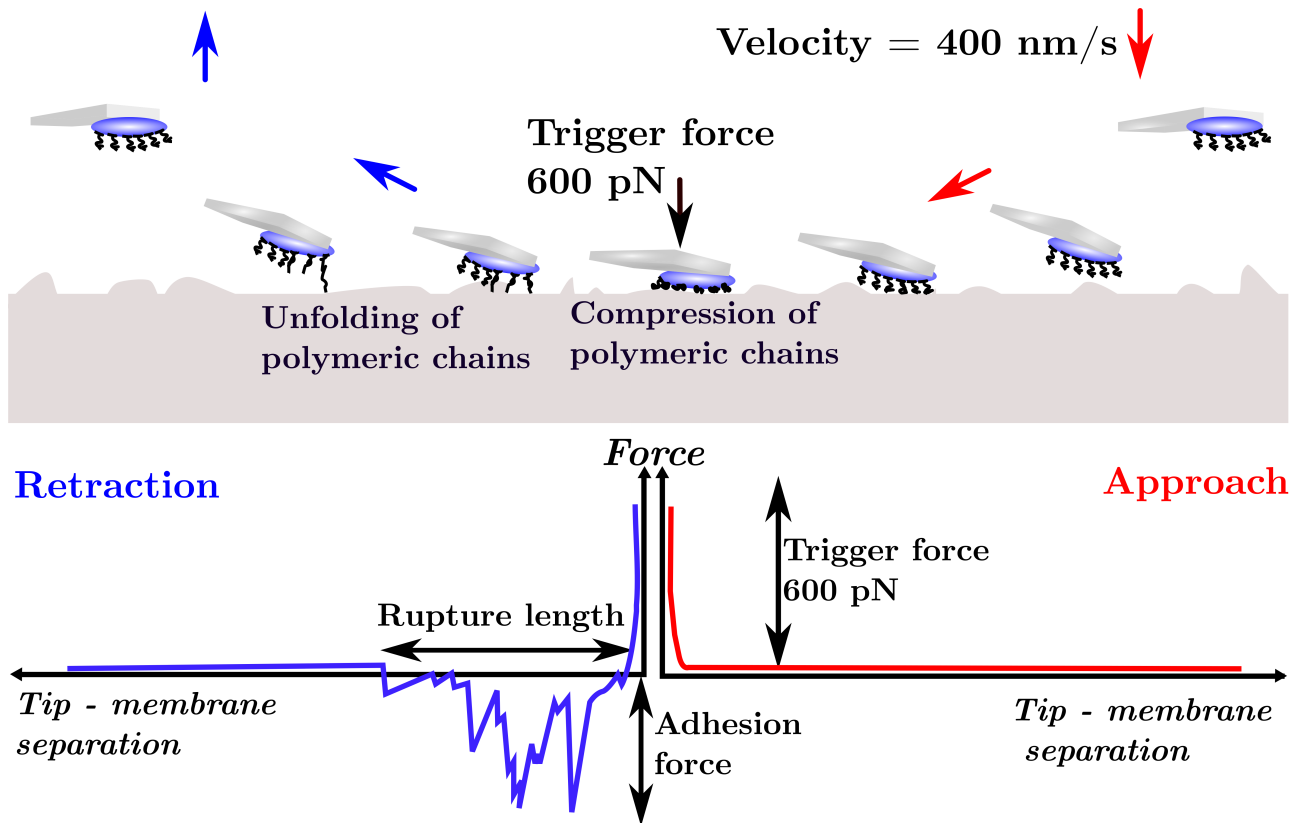 Velocity = 400 nm/s
Trigger force
600 pN
Unfolding of
polymeric chains
Compression of
polymeric chains
Force
Retraction
Approach
Trigger force
600 pN
Rupture length
Tip - membrane
separation
Adhesion
force
Tip - membrane
separation